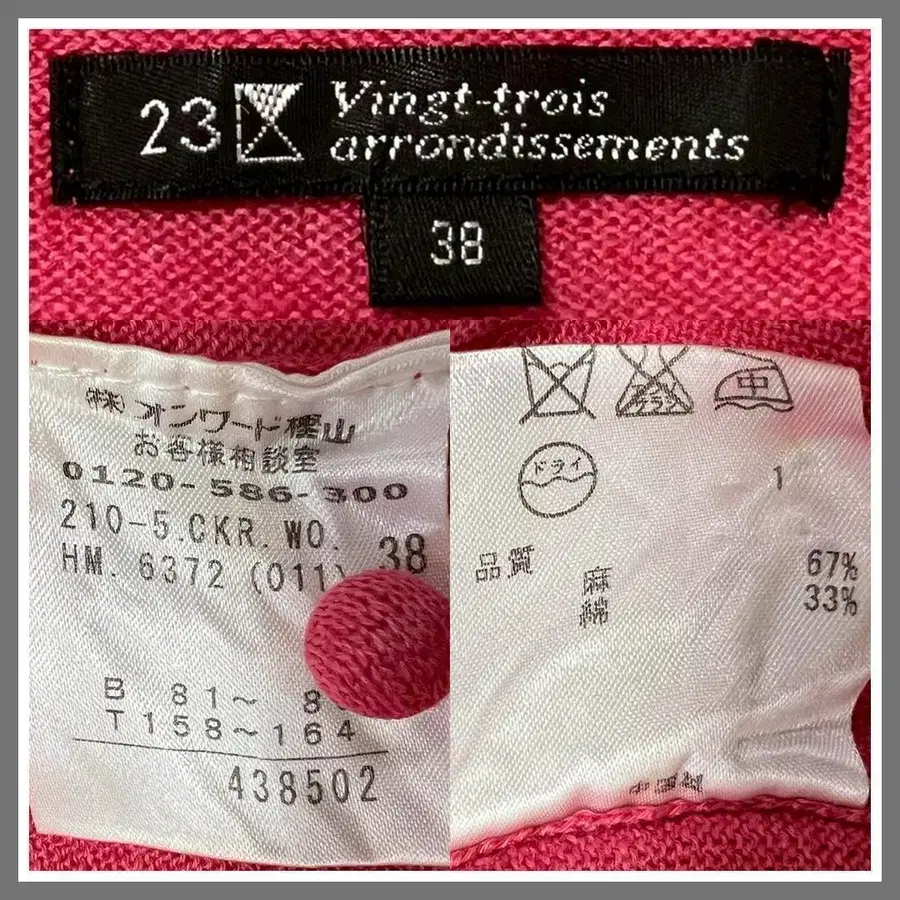 23 Vingt-trois
arrondissements
38
(株)オンワード樫山
お客様相談室
0120-586-300
210-5.CKR.WO.
HM. 6372 (011) 38
B 81~ 8
T 158~164
438502
中
ドライ
1
品質 麻 67%
綿 33%
中国製